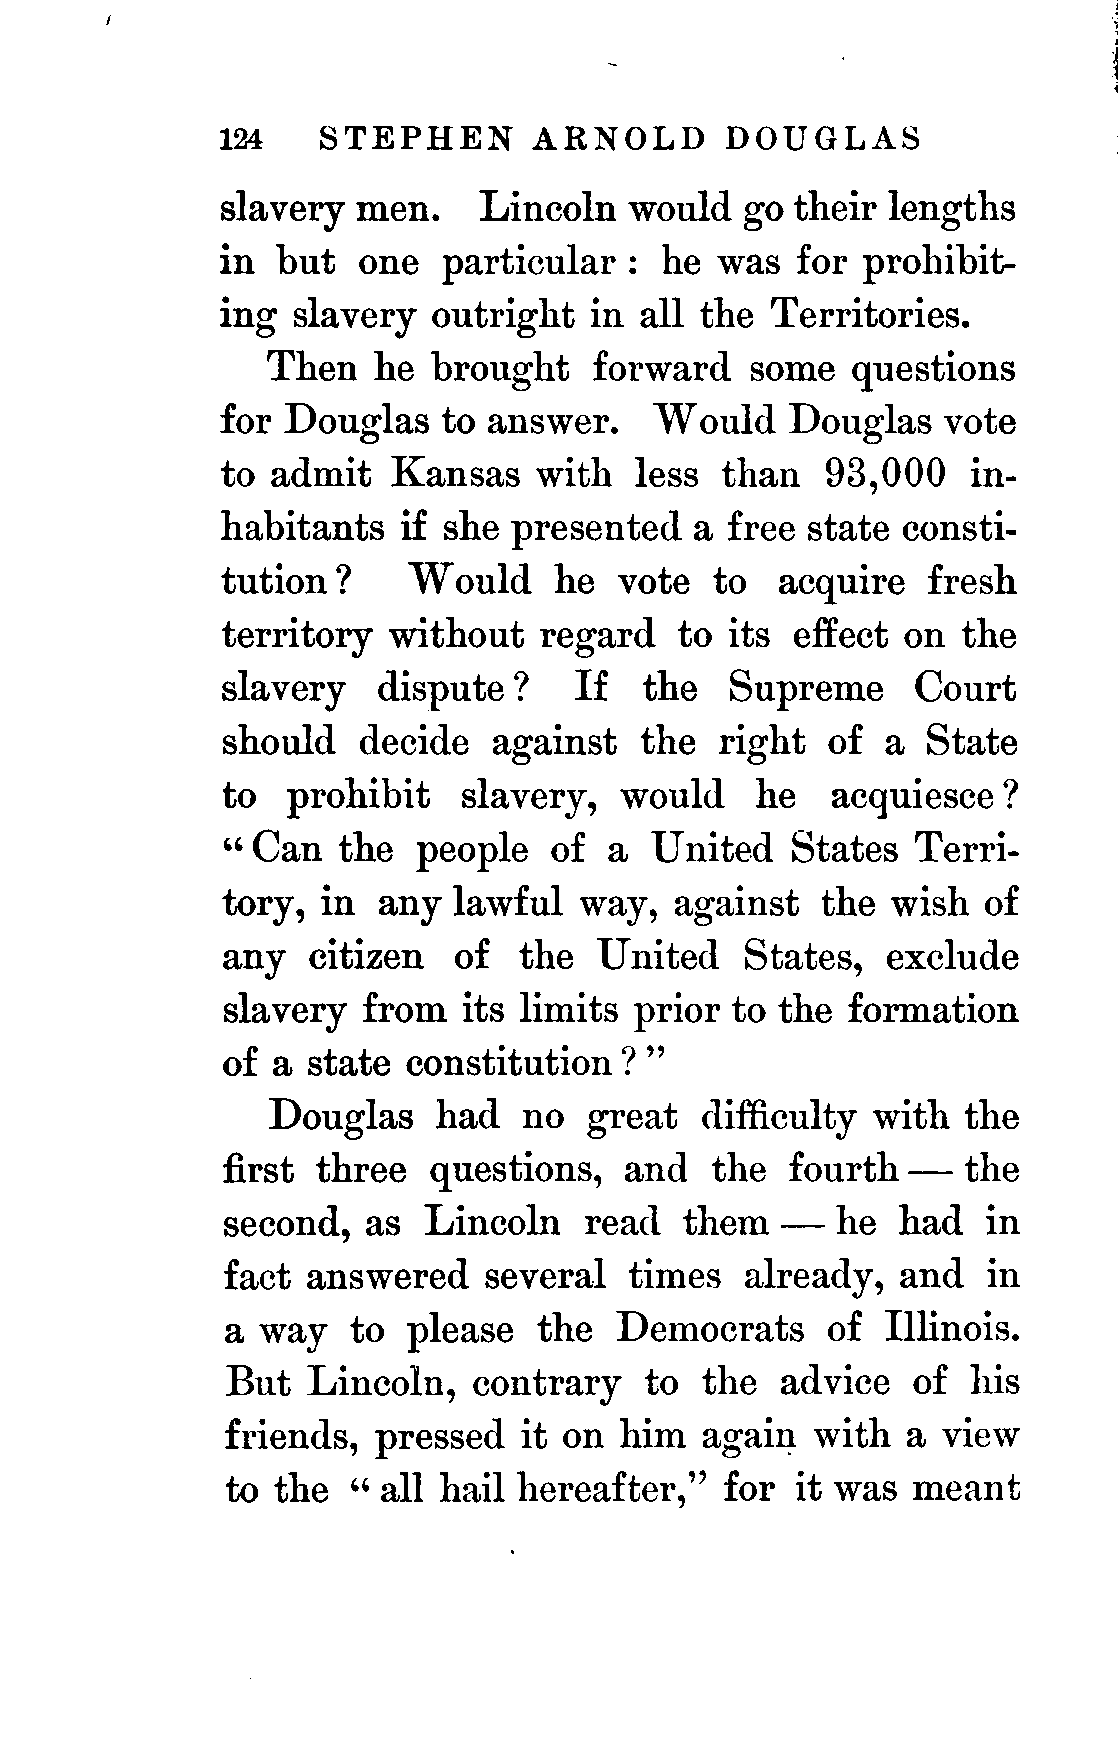 124 STEPHEN ARNOLD DOUGLAS
slavery men. Lincoln would go their lengths
in but one particular : he was for prohibit-
ing slavery outright in all the Territories.
Then he brought forward some questions
for Douglas to answer. Would Douglas vote
to admit Kansas with less than 93,000 in-
habitants if she presented a free state consti-
tution ? Would he vote to acquire fresh
territory without regard to its effect on the
slavery dispute ? If the Supreme Court
should decide against the right of a State
to prohibit slavery, would he acquiesce ?
“ Can the people of a United States Terri-
tory, in any lawful way, against the wish of
any citizen of the United States, exclude
slavery from its limits prior to the formation
of a state constitution ? ”
Douglas had no great difficulty with the
first three questions, and the fourth — the
second, as Lincoln read them — he had in
fact answered several times already, and in
a way to please the Democrats of Illinois.
But Lincoln, contrary to the advice of his
friends, pressed it on him again with a view
to the “ all hail hereafter,” for it was meant